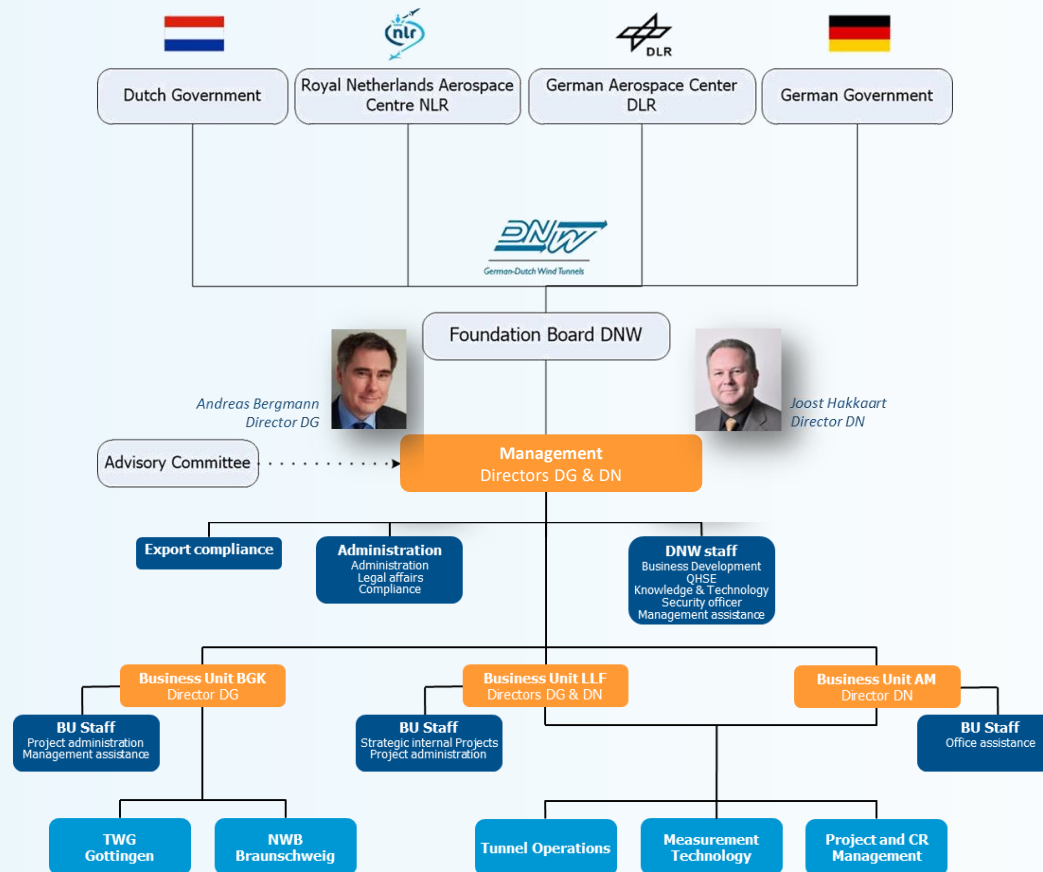 nlr
DLR
Dutch Government
Royal Netherlands Aerospace
Centre NLR
German Aerospace Center
DLR
German Government
DNW
German-Dutch Wind Tunnels
Foundation Board DNW
Andreas Bergmann
Director DG
Joost Hakkaart
Director DN
Advisory Committee
Management
Directors DG & DN
Export compliance
Administration
Administration
Legal affairs
Compliance
DNW staff
Business Development
QHSE
Knowledge & Technology
Security officer
Management assistance
Business Unit BGK
Director DG
Business Unit LLF
Directors DG & DN
Business Unit AM
Director DN
BU Staff
Project administration
Management assistance
BU Staff
Strategic internal Projects
Project administration
BU Staff
Office assistance
TWG
Gottingen
NWB
Braunschweig
Tunnel Operations
Measurement
Technology
Project and CR
Management